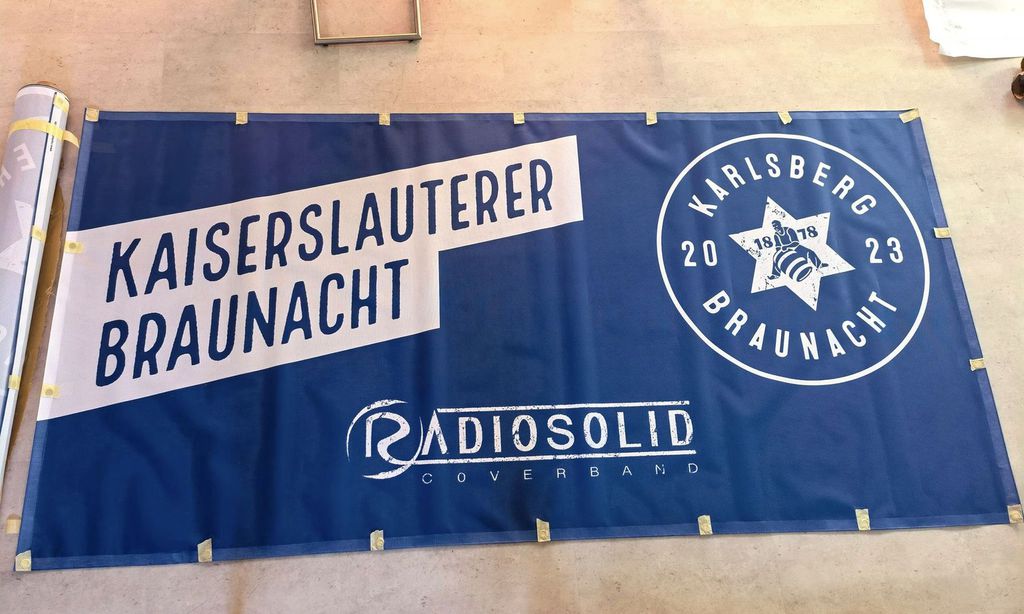 KAISERSLAUTERER
BRAUNACHT
KARLSBERG
20 23
18 78
BRAUNACHT
RADIOSOLID
COVERBAND